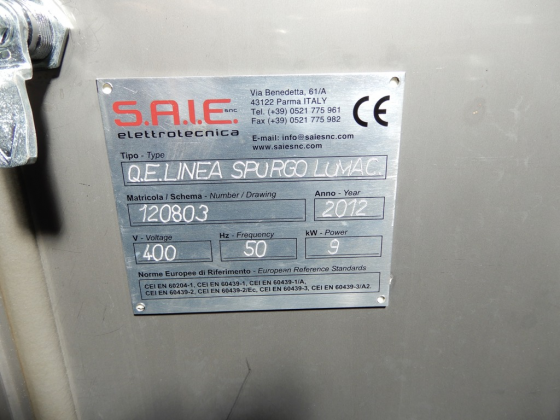 S.A.I.E. snc
elettrotecnica
Via Benedetta, 61/A
43122 Parma ITALY
Tel. (+39) 0521 775 961
Fax (+39) 0521 775 982
E-mail: info@saiesnc.com
www.saiesnc.com
CE
Tipo - Type
Q.E. LINEA SPURGO LUMAC.
Matricola / Schema - Number / Drawing
Anno - Year
120803
2012
V - Voltage
Hz - Frequency
kW - Power
400
50
9
Norme Europee di Riferimento - European Reference Standards
CEI EN 60204-1, CEI EN 60439-1, CEI EN 60439-1/A,
CEI EN 60439-2, CEI EN 60439-2/Ec, CEI EN 60439-3, CEI EN 60439-3/A2